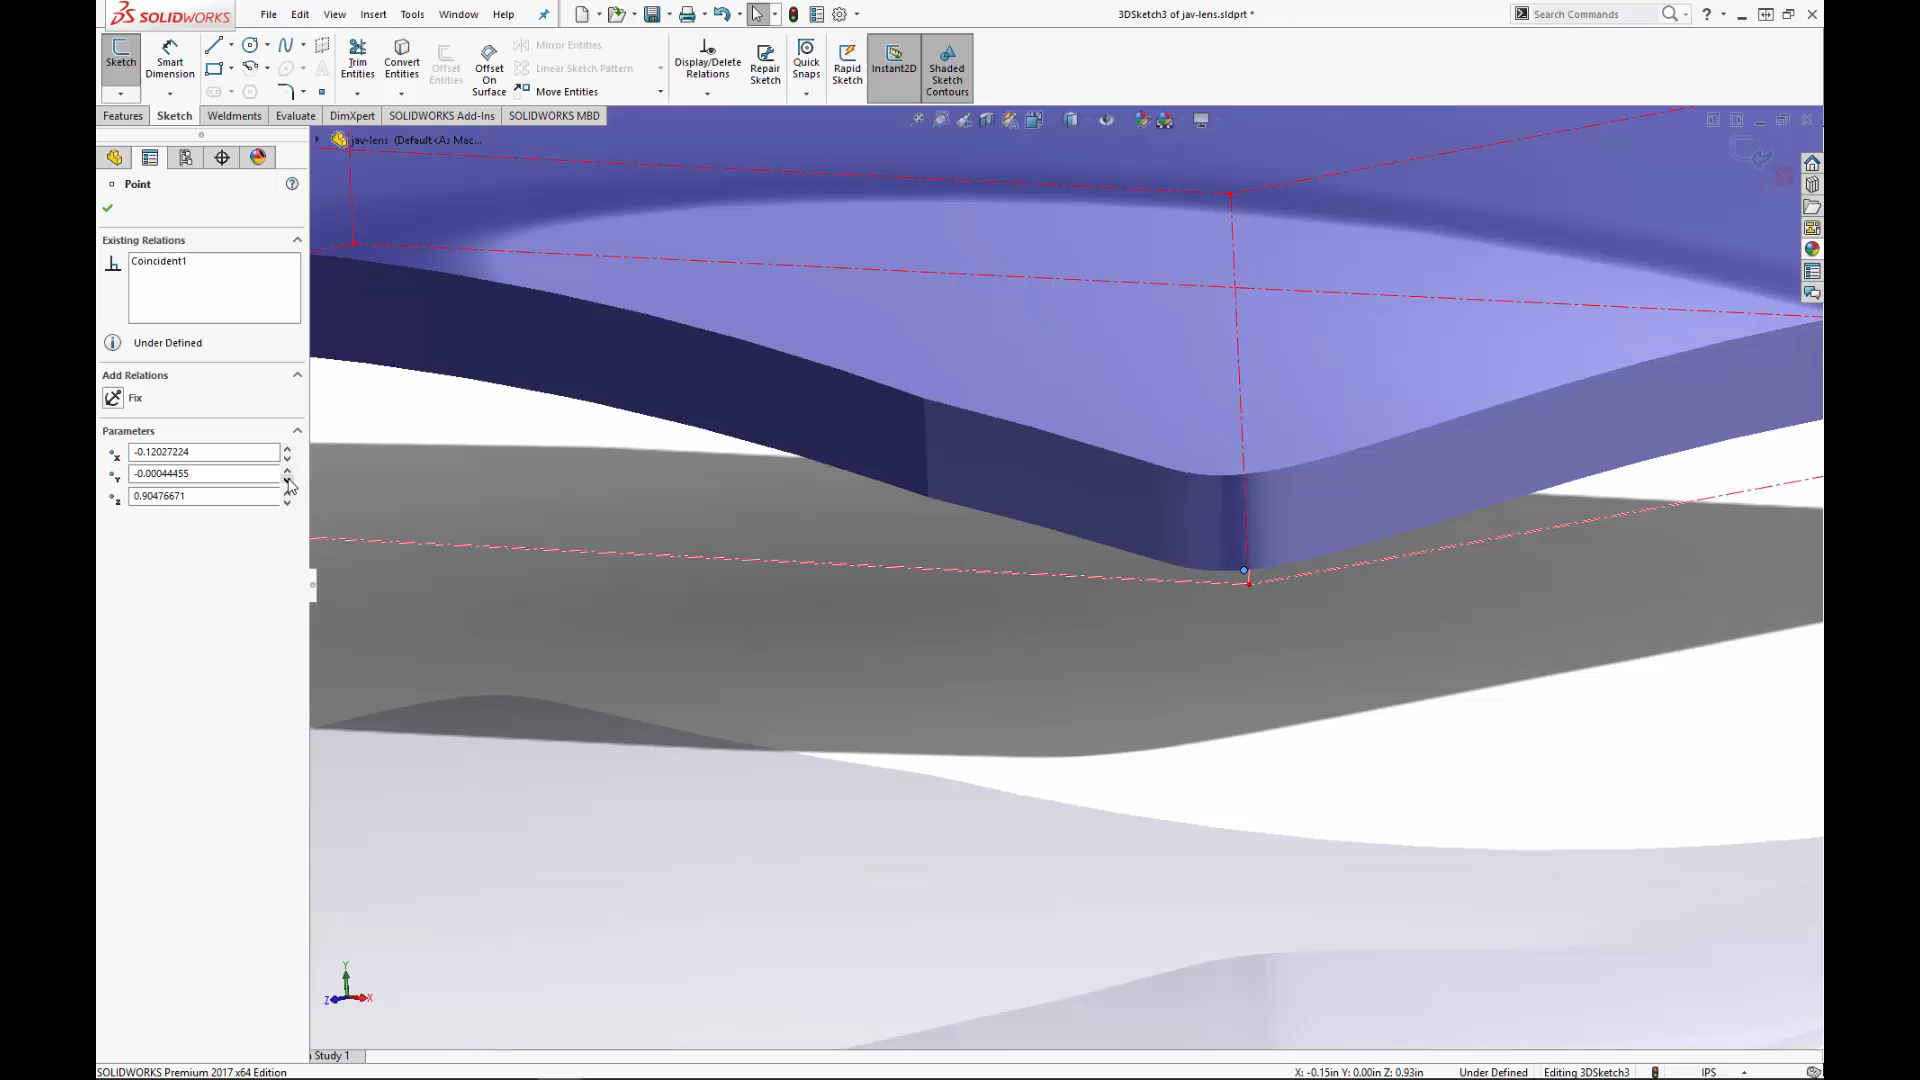 SOLIDWORKS
File Edit View Insert Tools Window Help
3DSketch3 of jav-lens.sldprt *
Search Commands
Sketch
Smart Dimension
Trim Entities
Convert Entities
Offset Entities
Offset On Surface
Mirror Entities
Linear Sketch Pattern
Move Entities
Display/Delete Relations
Repair Sketch
Quick Snaps
Rapid Sketch
Instant2D
Shaded Sketch Contours
Features Sketch Weldments Evaluate DimXpert SOLIDWORKS Add-Ins SOLIDWORKS MBD
jav-lens (Default<As Mac...
Point
Existing Relations
Coincident1
Under Defined
Add Relations
Fix
Parameters
X -0.12027224
Y -0.00044455
Z 0.90476671
Y
Z X
Study 1
SOLIDWORKS Premium 2017 x64 Edition
X: -0.15in Y: 0.00in Z: 0.93in Under Defined Editing 3DSketch3 IPS